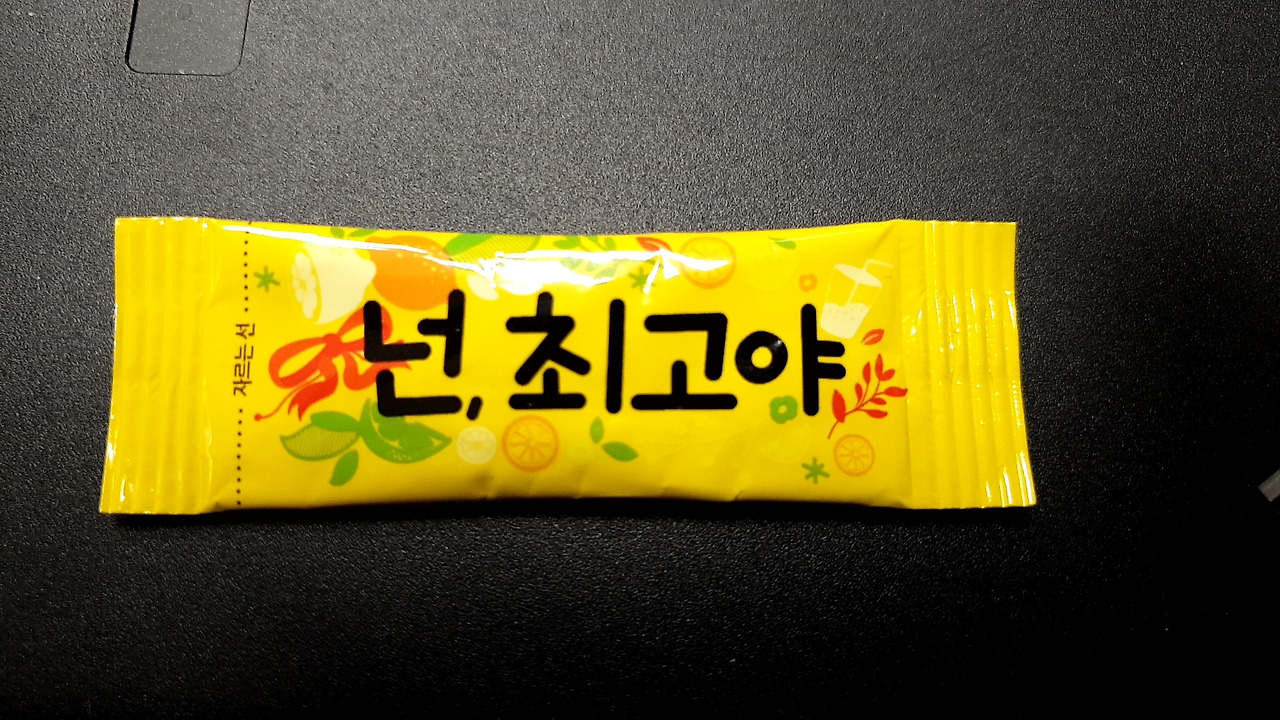 자르는 선
넌, 최고야